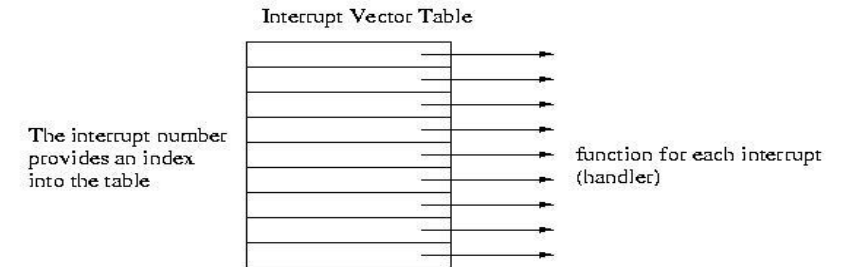 Interrupt Vector Table
The interrupt number
provides an index
into the table
function for each interrupt
(handler)